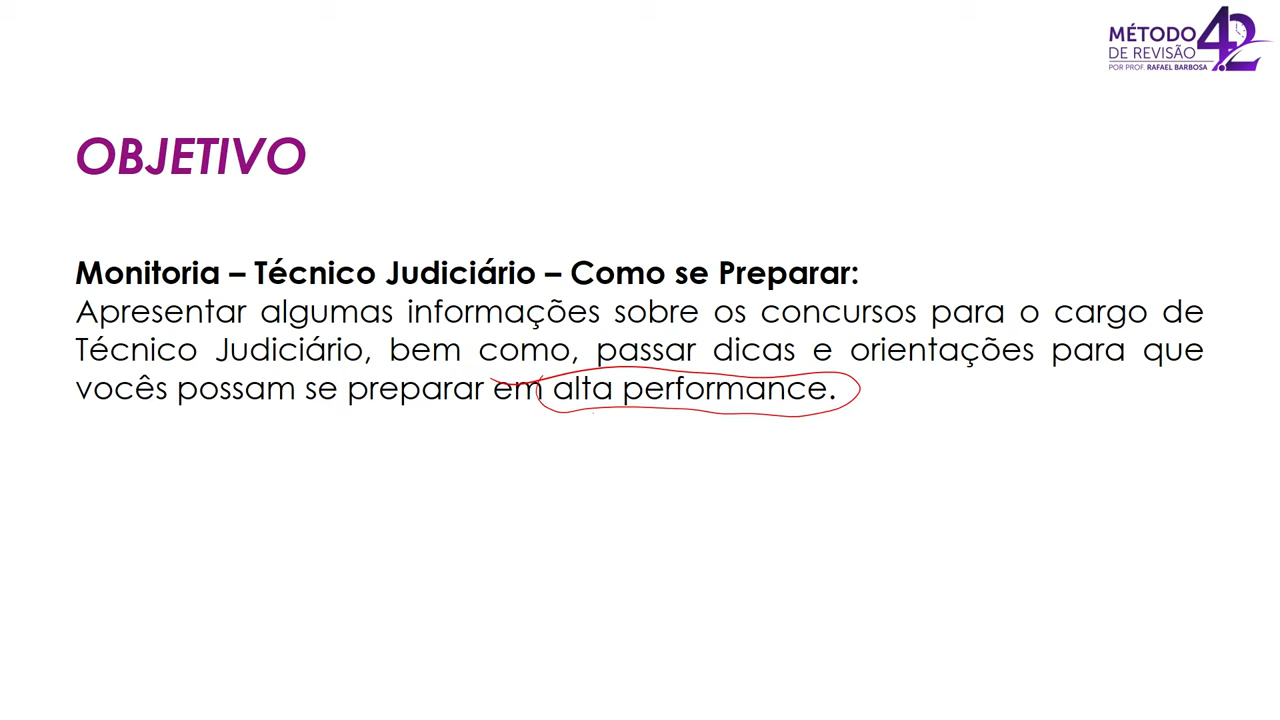 MÉTODO 4.2
DE REVISÃO
POR PROF. RAFAEL BARBOSA
OBJETIVO
Monitoria – Técnico Judiciário – Como se Preparar:
Apresentar algumas informações sobre os concursos para o cargo de
Técnico Judiciário, bem como, passar dicas e orientações para que
vocês possam se preparar em alta performance.